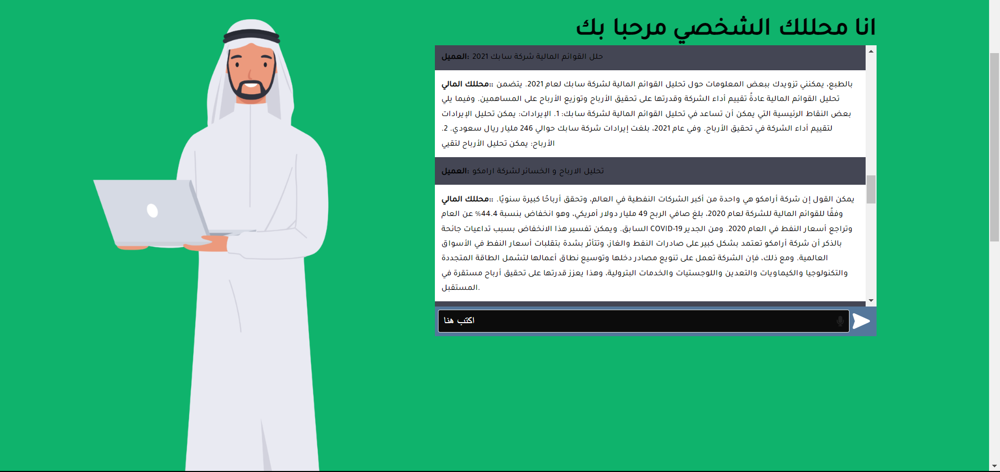 انا محللك الشخصي مرحبا بك
العميل: حلل القوائم المالية شركة سابك 2021
محللك المالي:: بالطبع، يمكنني تزويدك ببعض المعلومات حول تحليل القوائم المالية لشركة سابك لعام 2021. يتضمن
تحليل القوائم المالية عادةً تقييم أداء الشركة وقدرتها على تحقيق الأرباح وتوزيع الأرباح على المساهمين. وفيما يلي
بعض النقاط الرئيسية التي يمكن أن تساعد في تحليل القوائم المالية لشركة سابك: 1. الإيرادات: يمكن تحليل الإيرادات
لتقييم أداء الشركة في تحقيق الأرباح. وفي عام 2021، بلغت إيرادات شركة سابك حوالي 246 مليار ريال سعودي. 2.
الأرباح: يمكن تحليل الأرباح لتقيي
العميل: تحليل الارباح و الخسائر لشركة ارامكو
محللك المالي:: يمكن القول إن شركة أرامكو هي واحدة من أكبر الشركات النفطية في العالم، وتحقق أرباحًا كبيرة سنويًا.
وفقًا للقوائم المالية للشركة لعام 2020، بلغ صافي الربح 49 مليار دولار أمريكي، وهو انخفاض بنسبة 44.4% عن العام
السابق. ويمكن تفسير هذا الانخفاض بسبب تداعيات جائحة COVID-19 وتراجع أسعار النفط في العام 2020. ومن الجدير
بالذكر أن شركة أرامكو تعتمد بشكل كبير على صادرات النفط والغاز، وتتأثر بشدة بتقلبات أسعار النفط في الأسواق
العالمية. ومع ذلك، فإن الشركة تعمل على تنويع مصادر دخلها وتوسيع نطاق أعمالها لتشمل الطاقة المتجددة
والتكنولوجيا والكيماويات والتعدين واللوجستيات والخدمات البترولية، وهذا يعزز قدرتها على تحقيق أرباح مستقرة في
المستقبل.
اكتب هنا